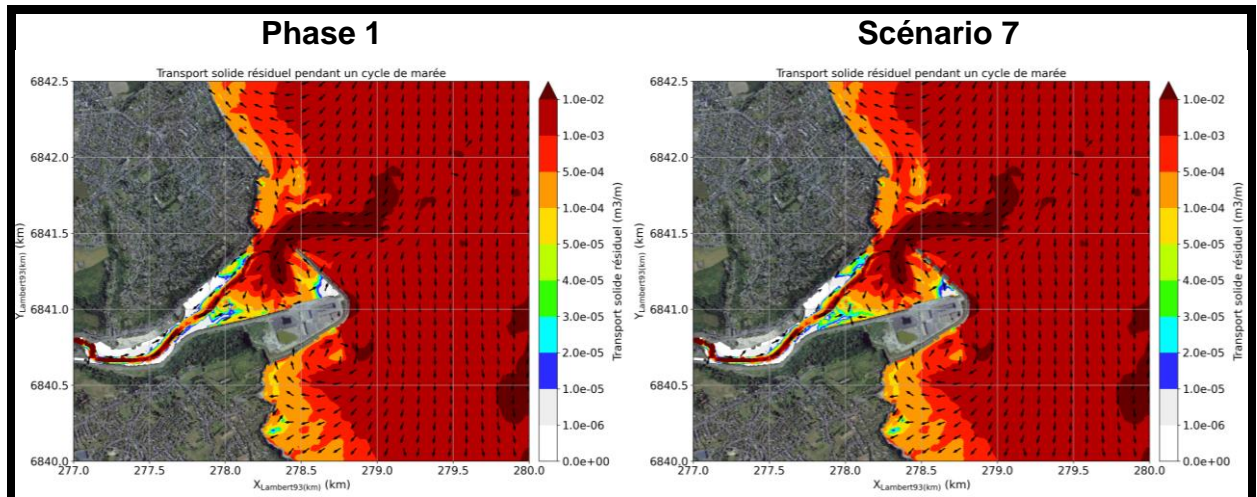 Phase 1
Scénario 7
Transport solide résiduel pendant un cycle de marée
6842.5
6842.0
6841.5
6841.0
6840.5
6840.0
277.0 277.5 278.0 278.5 279.0 279.5 280.0
X Lambert93(km) (km)
Y Lambert93(km) (km)
1.0e-02
1.0e-03
5.0e-04
1.0e-04
5.0e-05
4.0e-05
3.0e-05
2.0e-05
1.0e-05
1.0e-06
0.0e+00
Transport solide résiduel (m3/m)
Transport solide résiduel pendant un cycle de marée
6842.5
6842.0
6841.5
6841.0
6840.5
6840.0
277.0 277.5 278.0 278.5 279.0 279.5 280.0
X Lambert93(km) (km)
Y Lambert93(km) (km)
1.0e-02
1.0e-03
5.0e-04
1.0e-04
5.0e-05
4.0e-05
3.0e-05
2.0e-05
1.0e-05
1.0e-06
0.0e+00
Transport solide résiduel (m3/m)